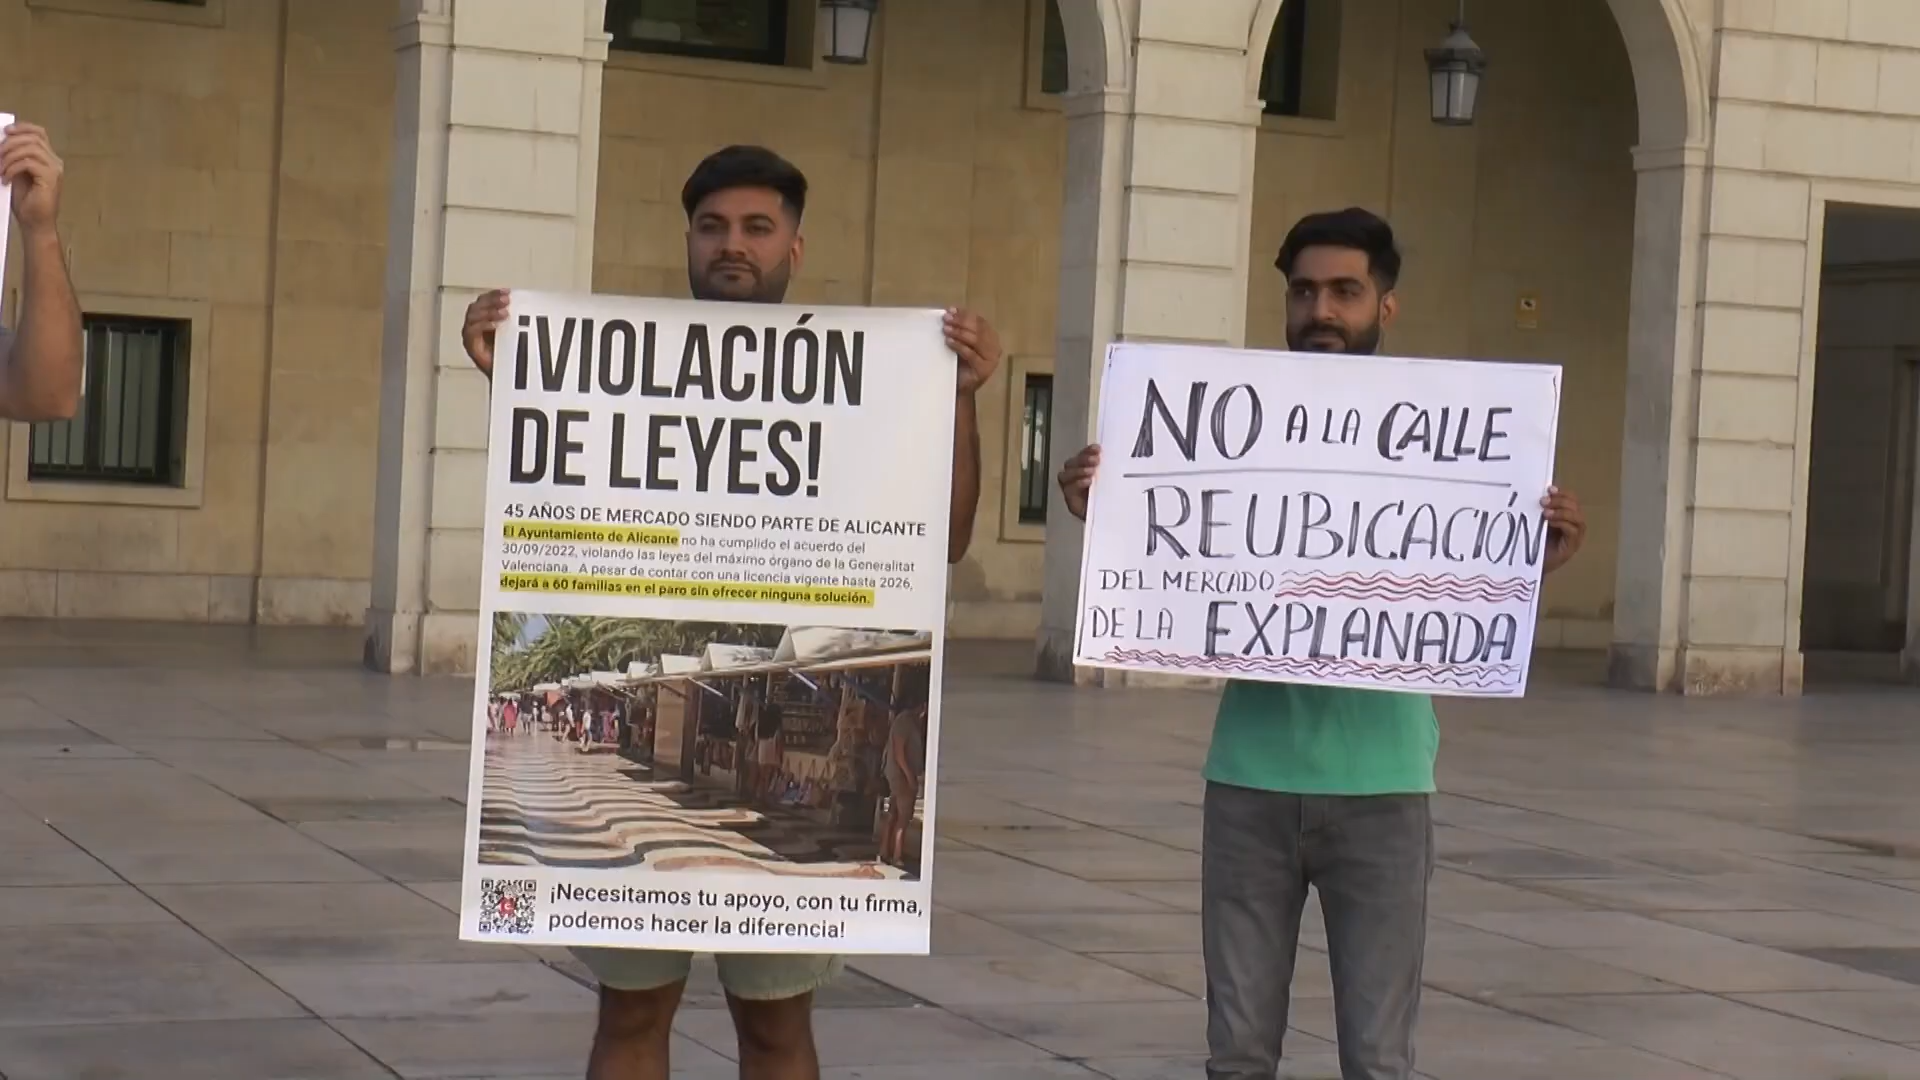 ¡VIOLACIÓN
DE LEYES!
45 AÑOS DE MERCADO SIENDO PARTE DE ALICANTE
El Ayuntamiento de Alicante no ha cumplido el acuerdo del
30/09/2022, violando las leyes del máximo órgano de la Generalitat
Valenciana. A pesar de contar con una licencia vigente hasta 2026,
dejará a 60 familias en el paro sin ofrecer ninguna solución.
¡Necesitamos tu apoyo, con tu firma,
podemos hacer la diferencia!
NO A LA CALLE
REUBICACIÓN
DEL MERCADO
DE LA EXPLANADA